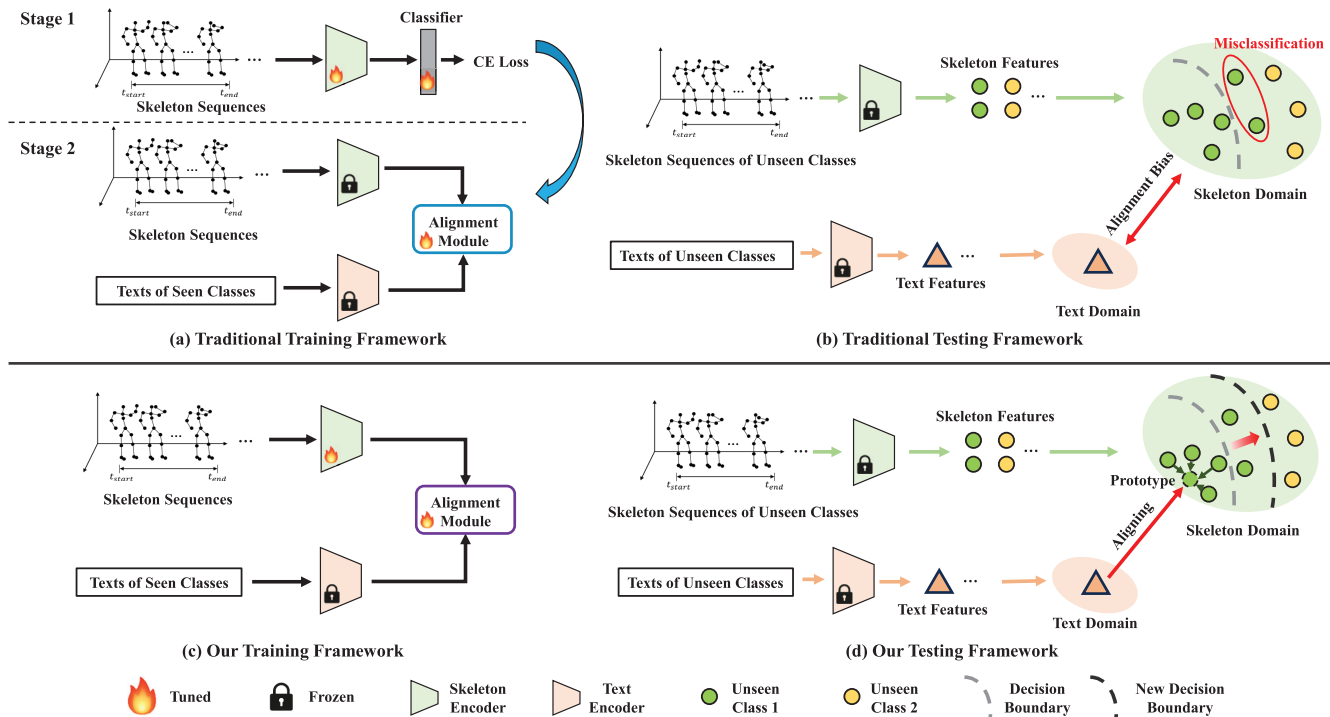 Stage 1
Classifier
...
...
CE Loss
t_start
t_end
Skeleton Sequences
Stage 2
...
...
t_start
t_end
Skeleton Sequences
Alignment
Module
Texts of Seen Classes
(a) Traditional Training Framework
Misclassification
Skeleton Features
...
...
...
t_start
t_end
Skeleton Sequences of Unseen Classes
Skeleton Domain
Alignment Bias
Texts of Unseen Classes
...
Text Features
Text Domain
(b) Traditional Testing Framework
...
...
t_start
t_end
Skeleton Sequences
Alignment
Module
Texts of Seen Classes
(c) Our Training Framework
Skeleton Features
...
...
...
t_start
t_end
Skeleton Sequences of Unseen Classes
Prototype
Skeleton Domain
Aligning
Texts of Unseen Classes
...
Text Features
Text Domain
(d) Our Testing Framework
Tuned
Frozen
Skeleton
Encoder
Text
Encoder
Unseen
Class 1
Unseen
Class 2
Decision
Boundary
New Decision
Boundary